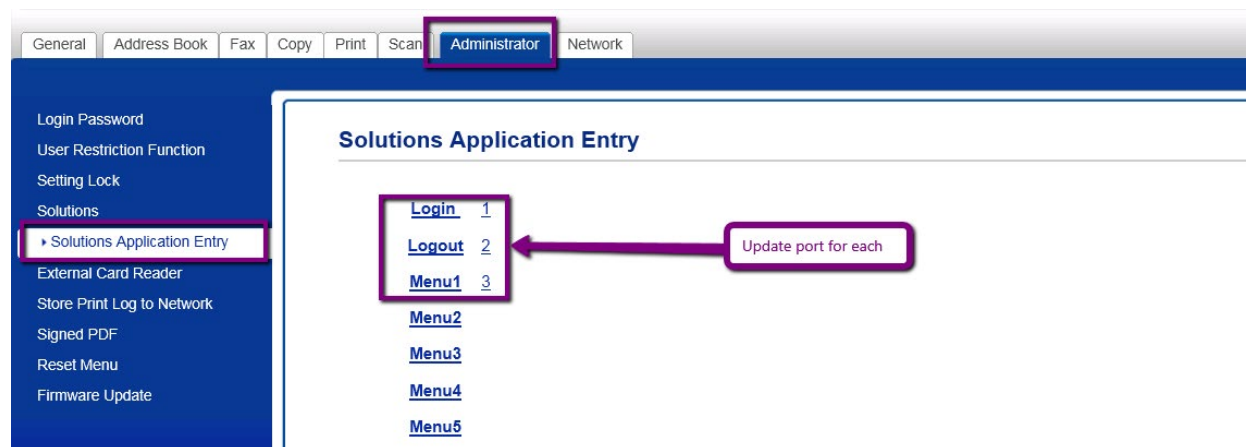 General Address Book Fax Copy Print Scan Administrator Network
Login Password
User Restriction Function
Setting Lock
Solutions
Solutions Application Entry
External Card Reader
Store Print Log to Network
Signed PDF
Reset Menu
Firmware Update
Solutions Application Entry
Login 1
Logout 2
Menu1 3
Menu2
Menu3
Menu4
Menu5
Update port for each